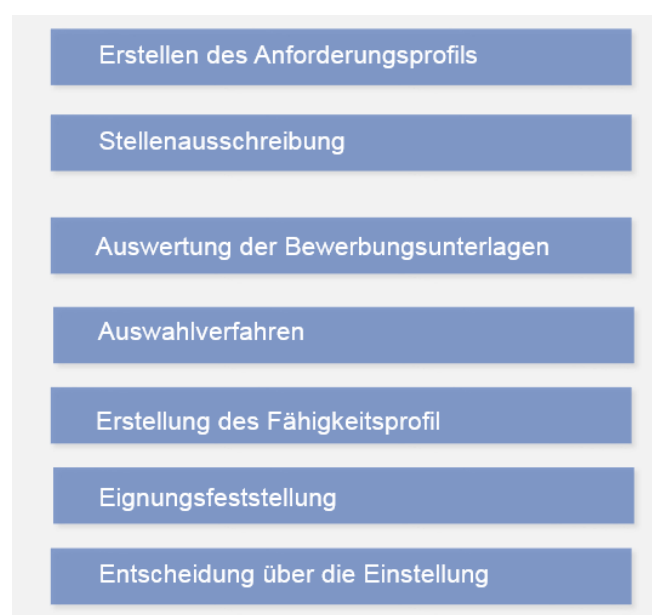 Erstellen des Anforderungsprofils
Stellenausschreibung
Auswertung der Bewerbungsunterlagen
Auswahlverfahren
Erstellung des Fähigkeitsprofil
Eignungsfeststellung
Entscheidung über die Einstellung